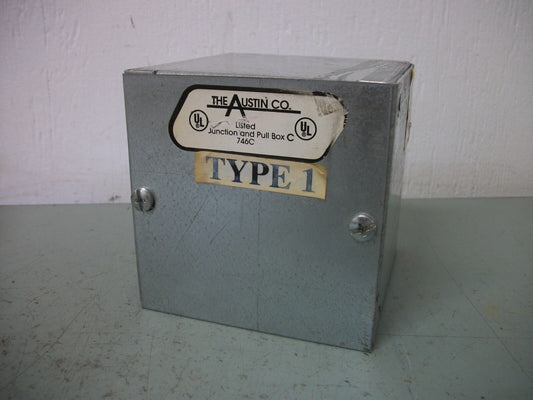 THE AUSTIN CO.
UL Listed UL
Junction and Pull Box C
746C
TYPE 1